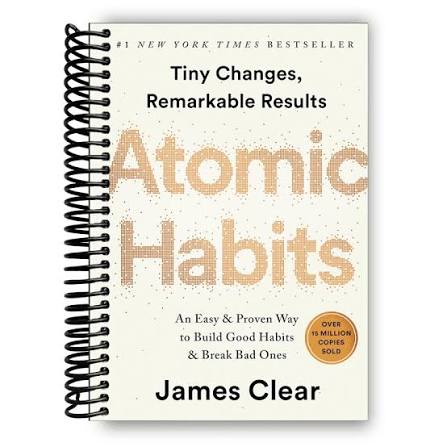 #1 NEW YORK TIMES BESTSELLER
Tiny Changes,
Remarkable Results
Atomic
Habits
An Easy & Proven Way
to Build Good Habits
& Break Bad Ones
OVER
15 MILLION
COPIES
SOLD
James Clear